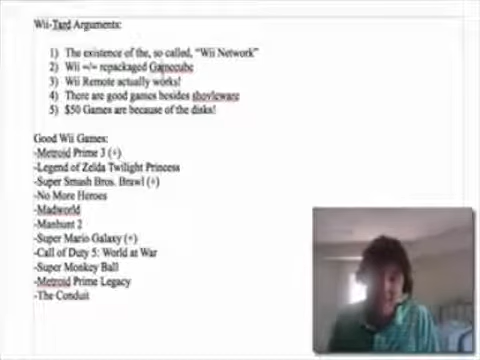 Wii-Tard Arguments:
1) The existence of the, so called, “Wii Network”
2) Wii =/= repackaged Gamecube
3) Wii Remote actually works!
4) There are good games besides shovleware
5) $50 Games are because of the disks!
Good Wii Games:
-Metroid Prime 3 (+)
-Legend of Zelda Twilight Princess
-Super Smash Bros. Brawl (+)
-No More Heroes
-Madworld
-Manhunt 2
-Super Mario Galaxy (+)
-Call of Duty 5: World at War
-Super Monkey Ball
-Metroid Prime Legacy
-The Conduit